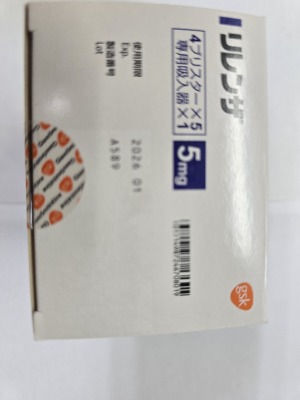 リレンザ
4ブリスター×5
専用吸入器×1
5mg
使用期限
Exp. 2026 01
製造番号
Lot A589
gsk